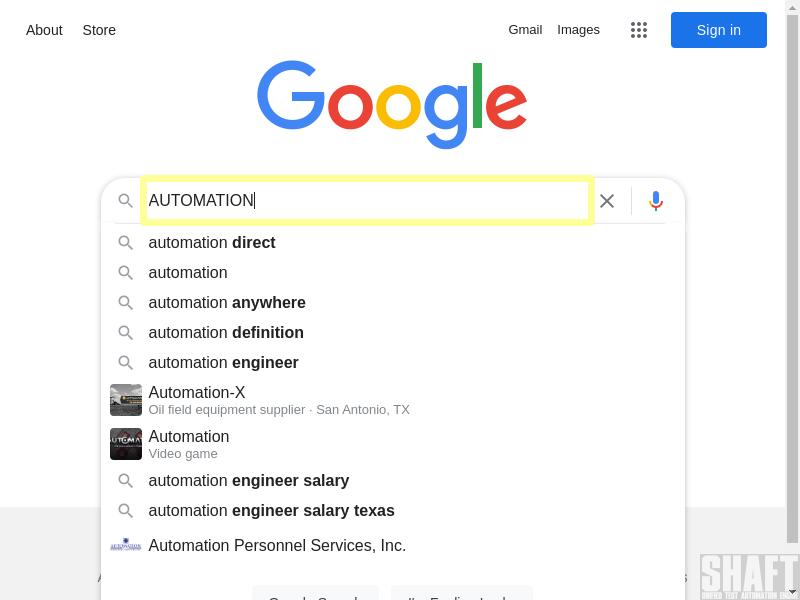 About Store Gmail Images Sign in
Google
AUTOMATION
automation direct
automation
automation anywhere
automation definition
automation engineer
Automation-X
Oil field equipment supplier · San Antonio, TX
Automation
Video game
automation engineer salary
automation engineer salary texas
Automation Personnel Services, Inc.
SHAFT